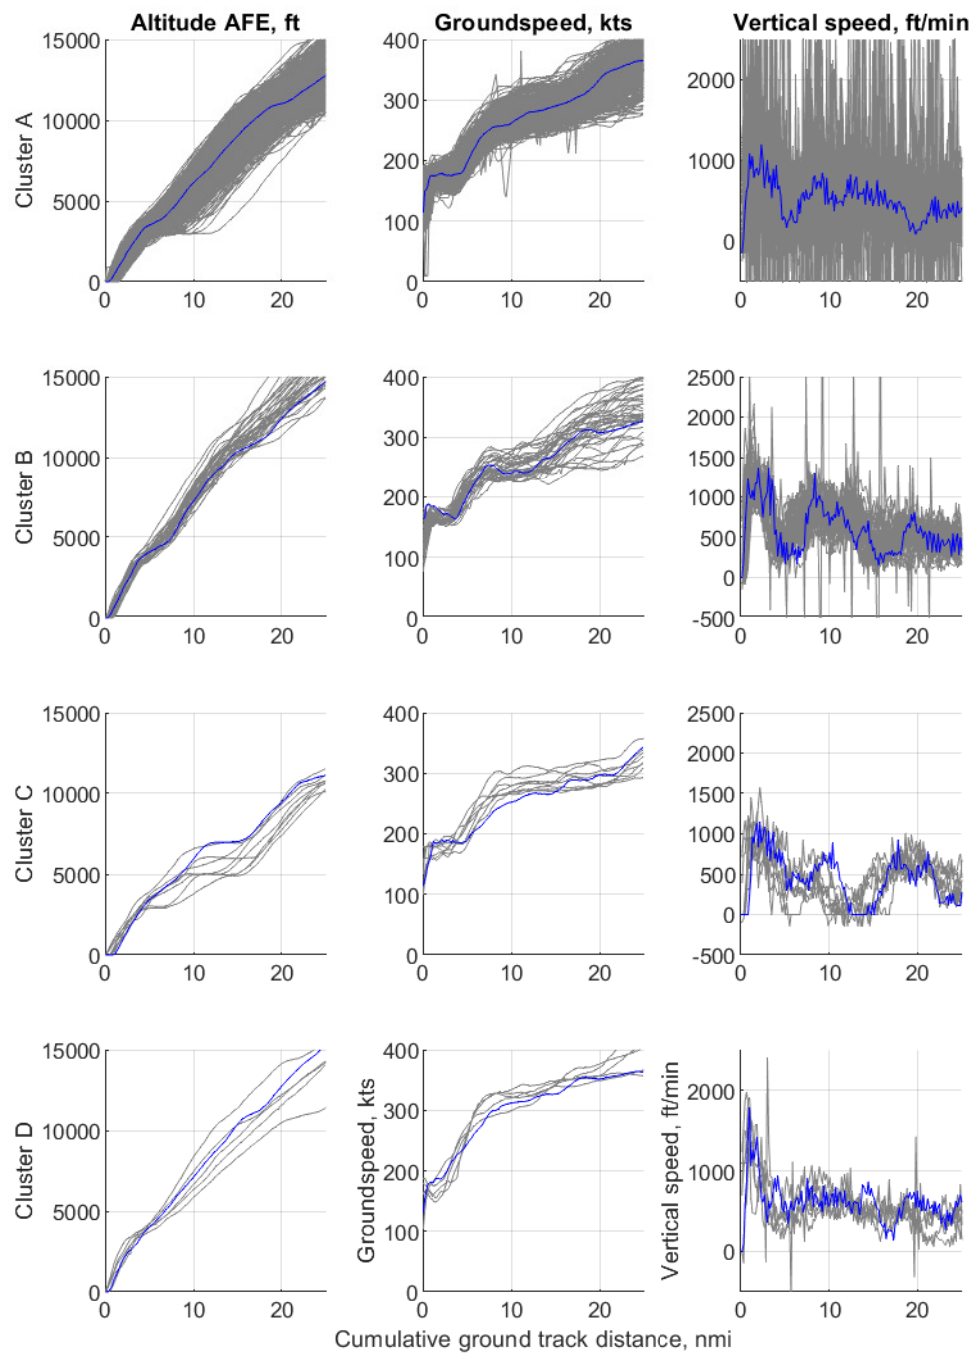 Altitude AFE, ft
Groundspeed, kts
Vertical speed, ft/min
Cluster A
15000
10000
5000
0
0 10 20
400
300
200
100
0
0 10 20
2000
1000
0
0 10 20
Cluster B
15000
10000
5000
0
0 10 20
400
300
200
100
0
0 10 20
2500
2000
1500
1000
500
0
-500
0 10 20
Cluster C
15000
10000
5000
0
0 10 20
400
300
200
100
0
0 10 20
2500
2000
1500
1000
500
0
-500
0 10 20
Cluster D
15000
10000
5000
0
0 10 20
Groundspeed, kts
400
300
200
100
0
0 10 20
Vertical speed, ft/min
2000
1000
0
0 10 20
Cumulative ground track distance, nmi